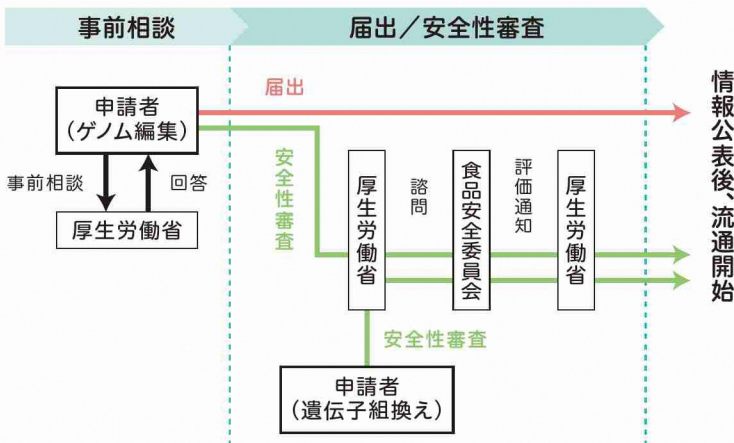 事前相談
届出／安全性審査
申請者
（ゲノム編集）
届出
事前相談
回答
厚生労働省
安全性審査
厚生労働省
諮問
食品安全委員会
評価通知
厚生労働省
情報公表後、流通開始
安全性審査
申請者
（遺伝子組換え）